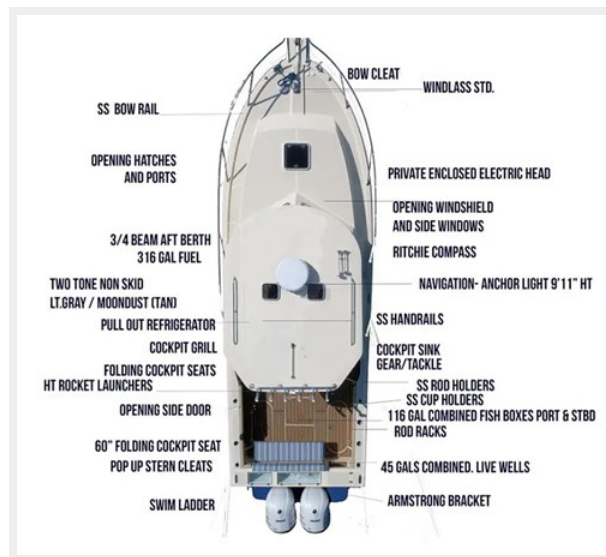 BOW CLEAT
WINDLASS STD.
SS BOW RAIL
OPENING HATCHES
AND PORTS
PRIVATE ENCLOSED ELECTRIC HEAD
OPENING WINDSHIELD
AND SIDE WINDOWS
3/4 BEAM AFT BERTH
316 GAL FUEL
RITCHIE COMPASS
TWO TONE NON SKID
LT.GRAY / MOONDUST (TAN)
NAVIGATION- ANCHOR LIGHT 9'11" HT
PULL OUT REFRIGERATOR
SS HANDRAILS
COCKPIT GRILL
COCKPIT SINK
GEAR/TACKLE
FOLDING COCKPIT SEATS
HT ROCKET LAUNCHERS
SS ROD HOLDERS
SS CUP HOLDERS
OPENING SIDE DOOR
116 GAL COMBINED FISH BOXES PORT & STBD
ROD RACKS
60" FOLDING COCKPIT SEAT
POP UP STERN CLEATS
45 GALS COMBINED. LIVE WELLS
SWIM LADDER
ARMSTRONG BRACKET